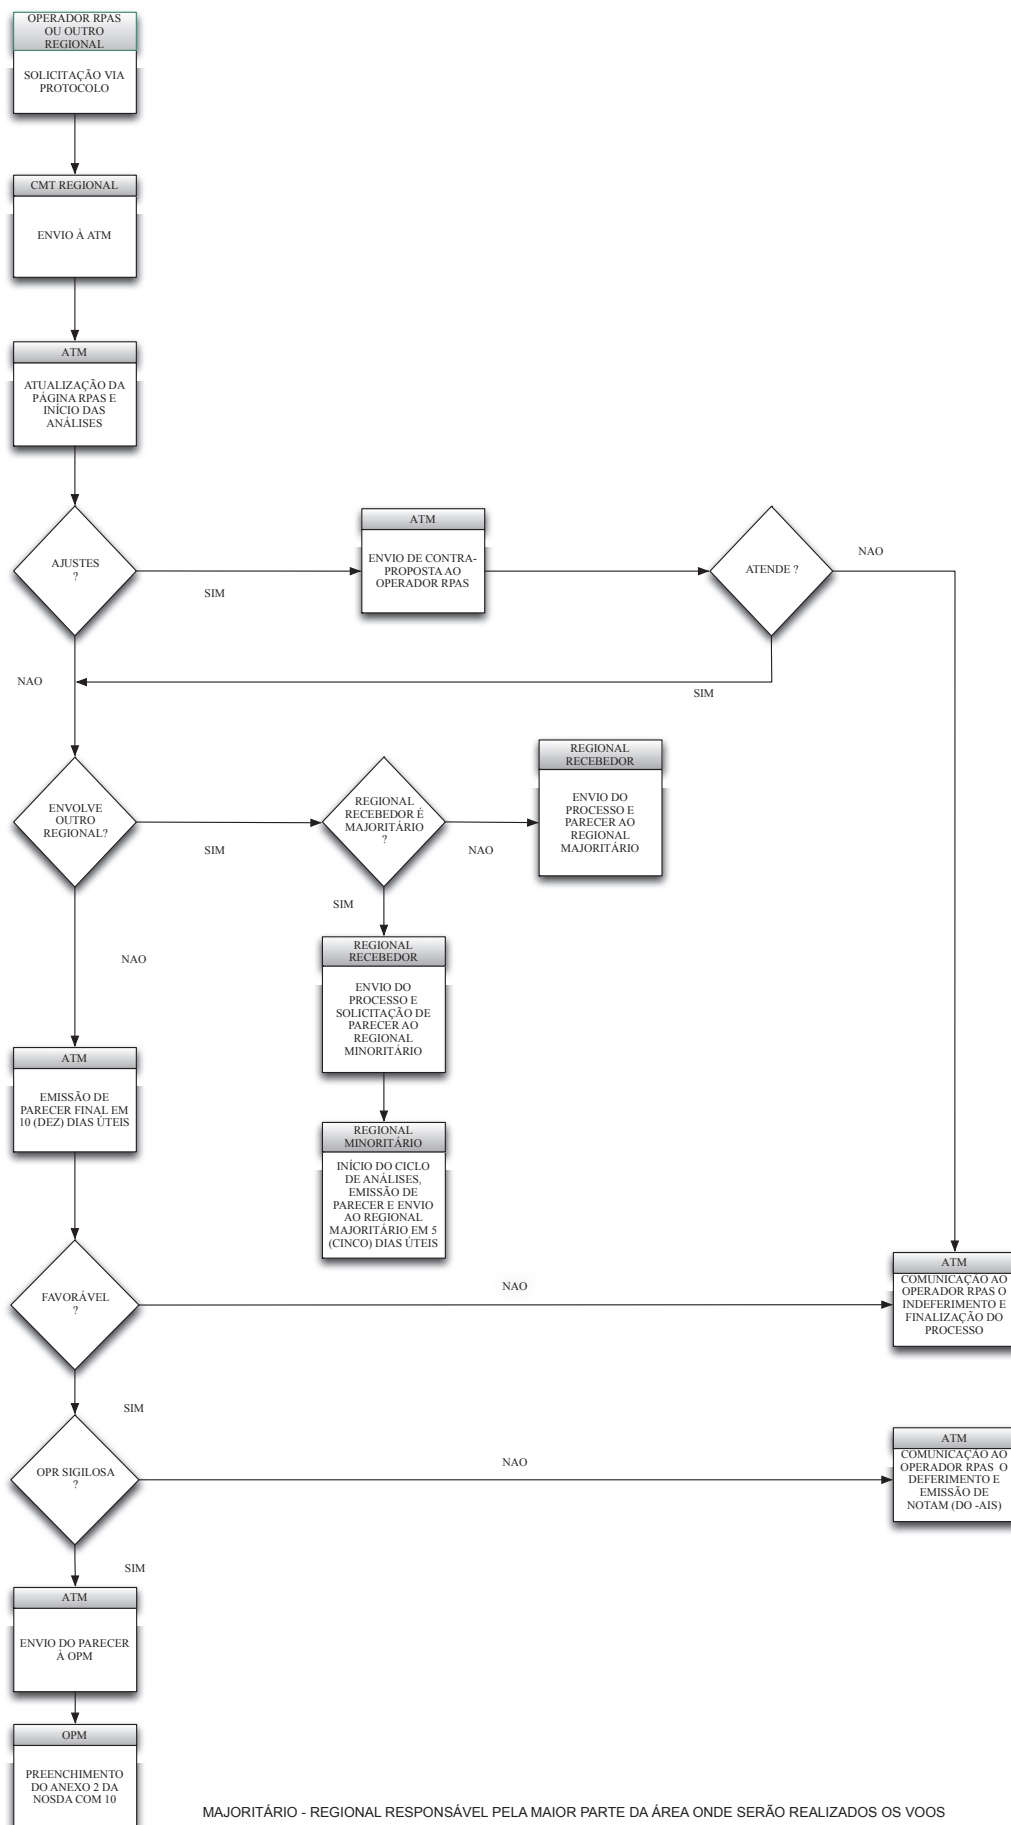 OPERADOR RPAS
OU OUTRO
REGIONAL
SOLICITAÇÃO VIA
PROTOCOLO
CMT REGIONAL
ENVIO À ATM
ATM
ATUALIZAÇÃO DA
PÁGINA RPAS E
INÍCIO DAS
ANÁLISES
AJUSTES
?
SIM
ATM
ENVIO DE CONTRA-
PROPOSTA AO
OPERADOR RPAS
ATENDE ?
NAO
NAO
SIM
ENVOLVE
OUTRO
REGIONAL?
SIM
REGIONAL
RECEBEDOR É
MAJORITÁRIO
?
NAO
REGIONAL
RECEBEDOR
ENVIO DO
PROCESSO E
PARECER AO
REGIONAL
MAJORITÁRIO
SIM
NAO
REGIONAL
RECEBEDOR
ENVIO DO
PROCESSO E
SOLICITAÇÃO DE
PARECER AO
REGIONAL
MINORITÁRIO
ATM
EMISSÃO DE
PARECER FINAL EM
10 (DEZ) DIAS ÚTEIS
REGIONAL
MINORITÁRIO
INÍCIO DO CICLO
DE ANÁLISES,
EMISSÃO DE
PARECER E ENVIO
AO REGIONAL
MAJORITÁRIO EM 5
(CINCO) DIAS ÚTEIS
FAVORÁVEL
?
NAO
ATM
COMUNICAÇÃO AO
OPERADOR RPAS O
INDEFERIMENTO E
FINALIZAÇÃO DO
PROCESSO
SIM
OPR SIGILOSA
?
NAO
ATM
COMUNICAÇÃO AO
OPERADOR RPAS O
DEFERIMENTO E
EMISSÃO DE
NOTAM (DO -AIS)
SIM
ATM
ENVIO DO PARECER
À OPM
OPM
PREENCHIMENTO
DO ANEXO 2 DA
NOSDA COM 10
MAJORITÁRIO - REGIONAL RESPONSÁVEL PELA MAIOR PARTE DA ÁREA ONDE SERÃO REALIZADOS OS VOOS